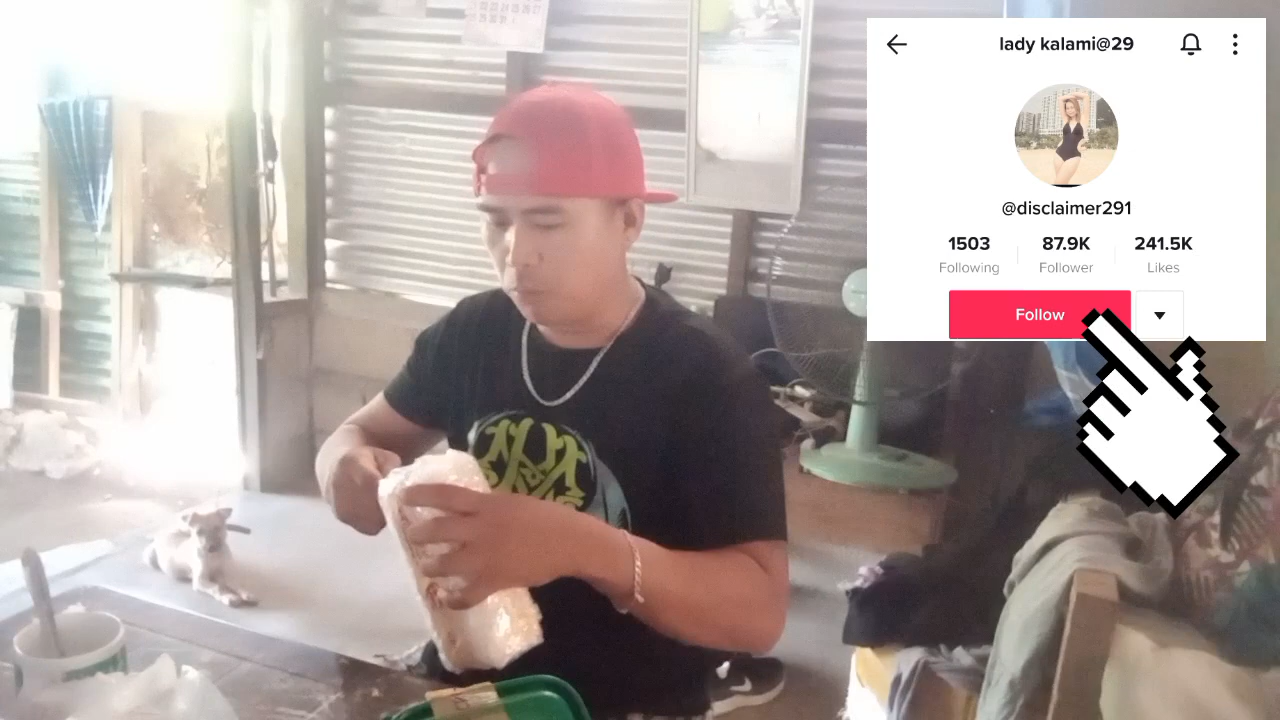 lady kalami@29
@disclaimer291
1503 87.9K 241.5K
Following Follower Likes
Follow